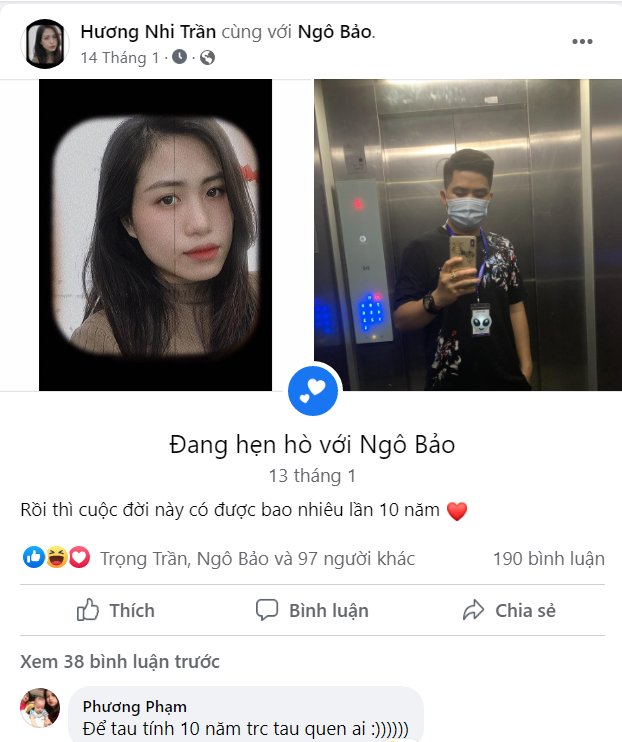 Hương Nhi Trần cùng với Ngô Bảo.
14 Tháng 1 ·
Đang hẹn hò với Ngô Bảo
13 tháng 1
Rồi thì cuộc đời này có được bao nhiêu lần 10 năm ❤️
Trọng Trần, Ngô Bảo và 97 người khác 190 bình luận
Thích Bình luận Chia sẻ
Xem 38 bình luận trước
Phương Phạm
Để tau tính 10 năm trc tau quen ai :))))))